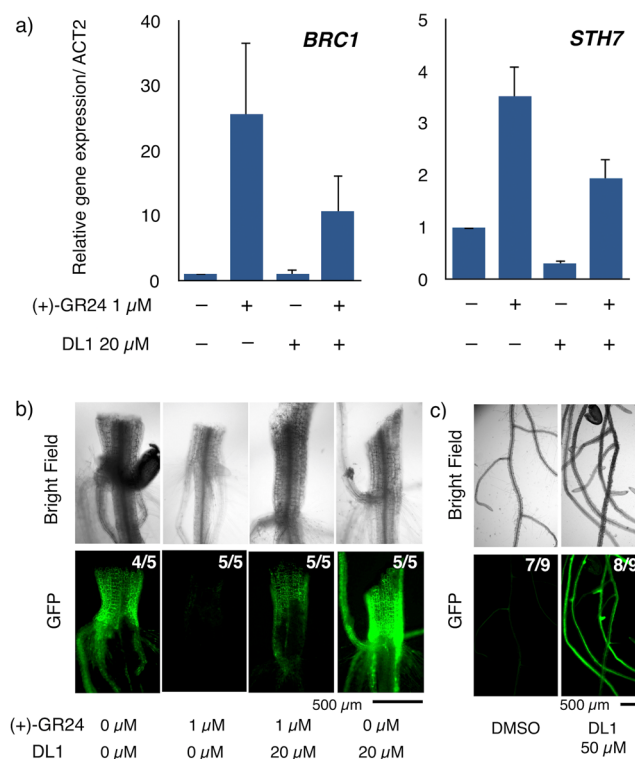 a)
BRC1
STH7
Relative gene expression/ ACT2
40
30
20
10
0
5
4
3
2
1
0
(+)-GR24 1 µM – + – + – + – +
DL1 20 µM – – + + – – + +
b)
c)
Bright Field
Bright Field
GFP
4/5 5/5 5/5 5/5
GFP
7/9 8/9
500 µm
500 µm
(+)-GR24 0 µM 1 µM 1 µM 0 µM
DL1 0 µM 0 µM 20 µM 20 µM
DMSO DL1
50 µM